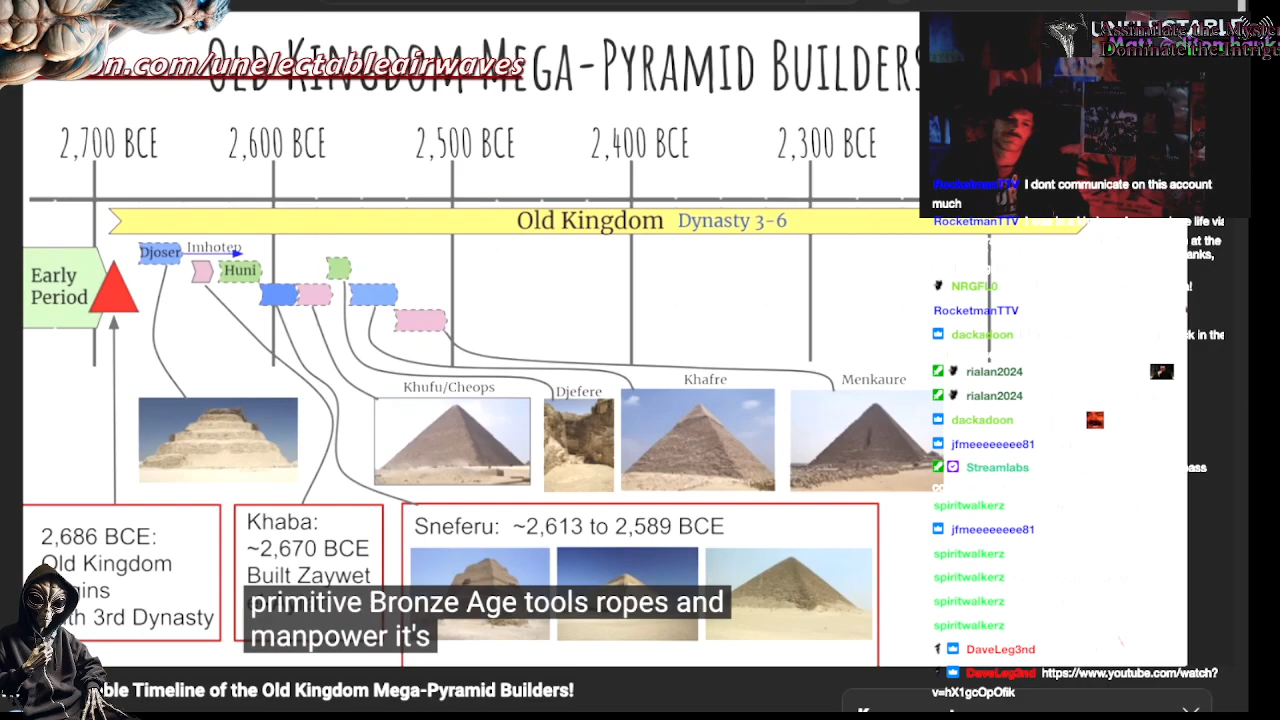 on.com/unelectableairwaves
OLD KINGDOM MEGA-PYRAMID BUILDERS
UNELECTABLE
2,700 BCE
2,600 BCE
2,500 BCE
2,400 BCE
2,300 BCE
Old Kingdom Dynasty 3-6
Early
Period
Djoser
Imhotep
Huni
Khufu/Cheops
Djefere
Khafre
Menkaure
2,686 BCE:
Old Kingdom
3rd Dynasty
Khaba:
~2,670 BCE
Built Zaywet
Sneferu: ~2,613 to 2,589 BCE
primitive Bronze Age tools ropes and
manpower it's
ble Timeline of the Old Kingdom Mega-Pyramid Builders!
RocketmanTTV I dont communicate on this account
much
RocketmanTTV
NRGFL0
RocketmanTTV
dackadoon
rialan2024
rialan2024
dackadoon
jfmeeeeeeee81
Streamlabs
spiritwalkerz
jfmeeeeeeee81
spiritwalkerz
spiritwalkerz
spiritwalkerz
spiritwalkerz
DaveLeg3nd
DaveLeg3nd https://www.youtube.com/watch?
v=hX1gcOpOfik